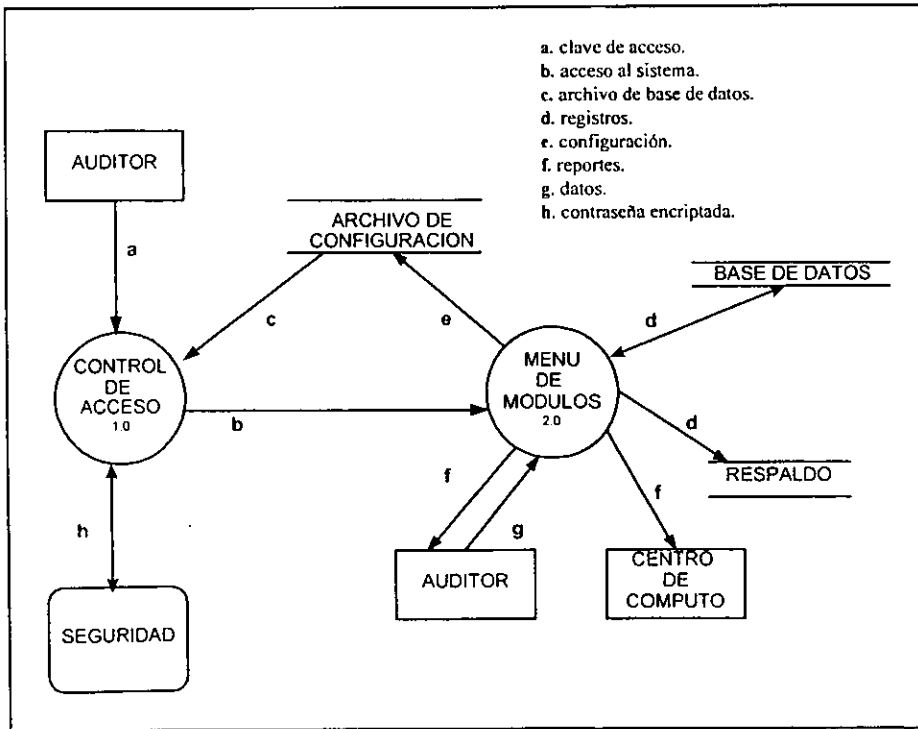 a. clave de acceso.
b. acceso al sistema.
c. archivo de base de datos.
d. registros.
e. configuración.
f. reportes.
g. datos.
h. contraseña encriptada.
AUDITOR
a
ARCHIVO DE
CONFIGURACION
BASE DE DATOS
c
e
d
CONTROL
DE
ACCESO
1.0
MENU
DE
MODULOS
2.0
b
d
RESPALDO
f
g
f
h
AUDITOR
CENTRO
DE
COMPUTO
SEGURIDAD